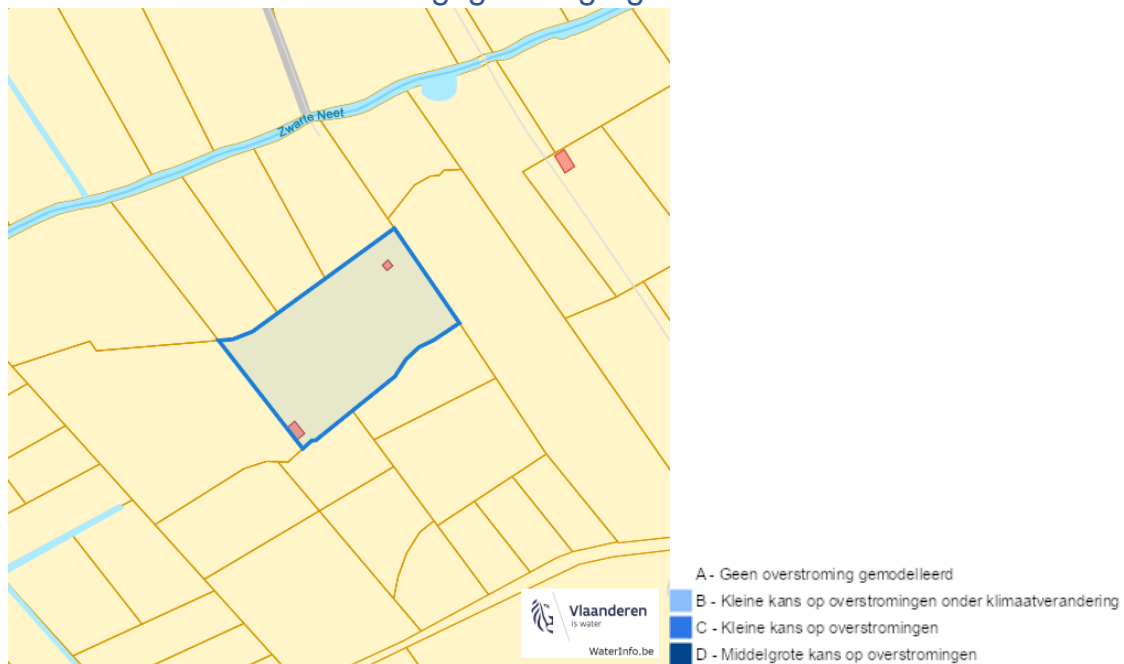 Zwarte Neet
Vlaanderen
is water
WaterInfo.be
A - Geen overstroming gemodelleerd
B - Kleine kans op overstromingen onder klimaatverandering
C - Kleine kans op overstromingen
D - Middelgrote kans op overstromingen